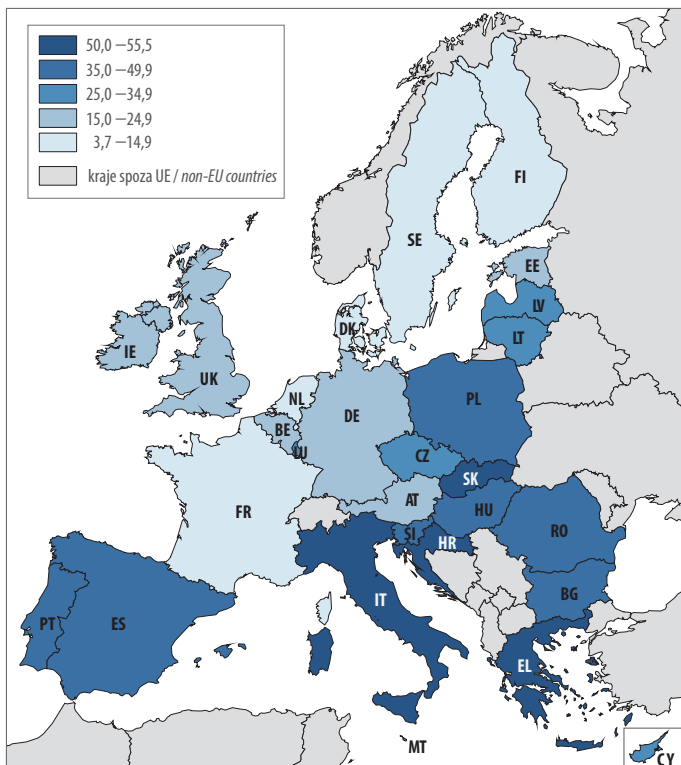 50,0 –55,5
35,0 –49,9
25,0 –34,9
15,0 –24,9
3,7 –14,9
kraje spoza UE / non-EU countries
FI
SE
EE
LV
DK
LT
IE
UK
NL
PL
BE
DE
LU
CZ
SK
AT
HU
FR
SI
HR
RO
IT
BG
PT
ES
EL
MT
CY